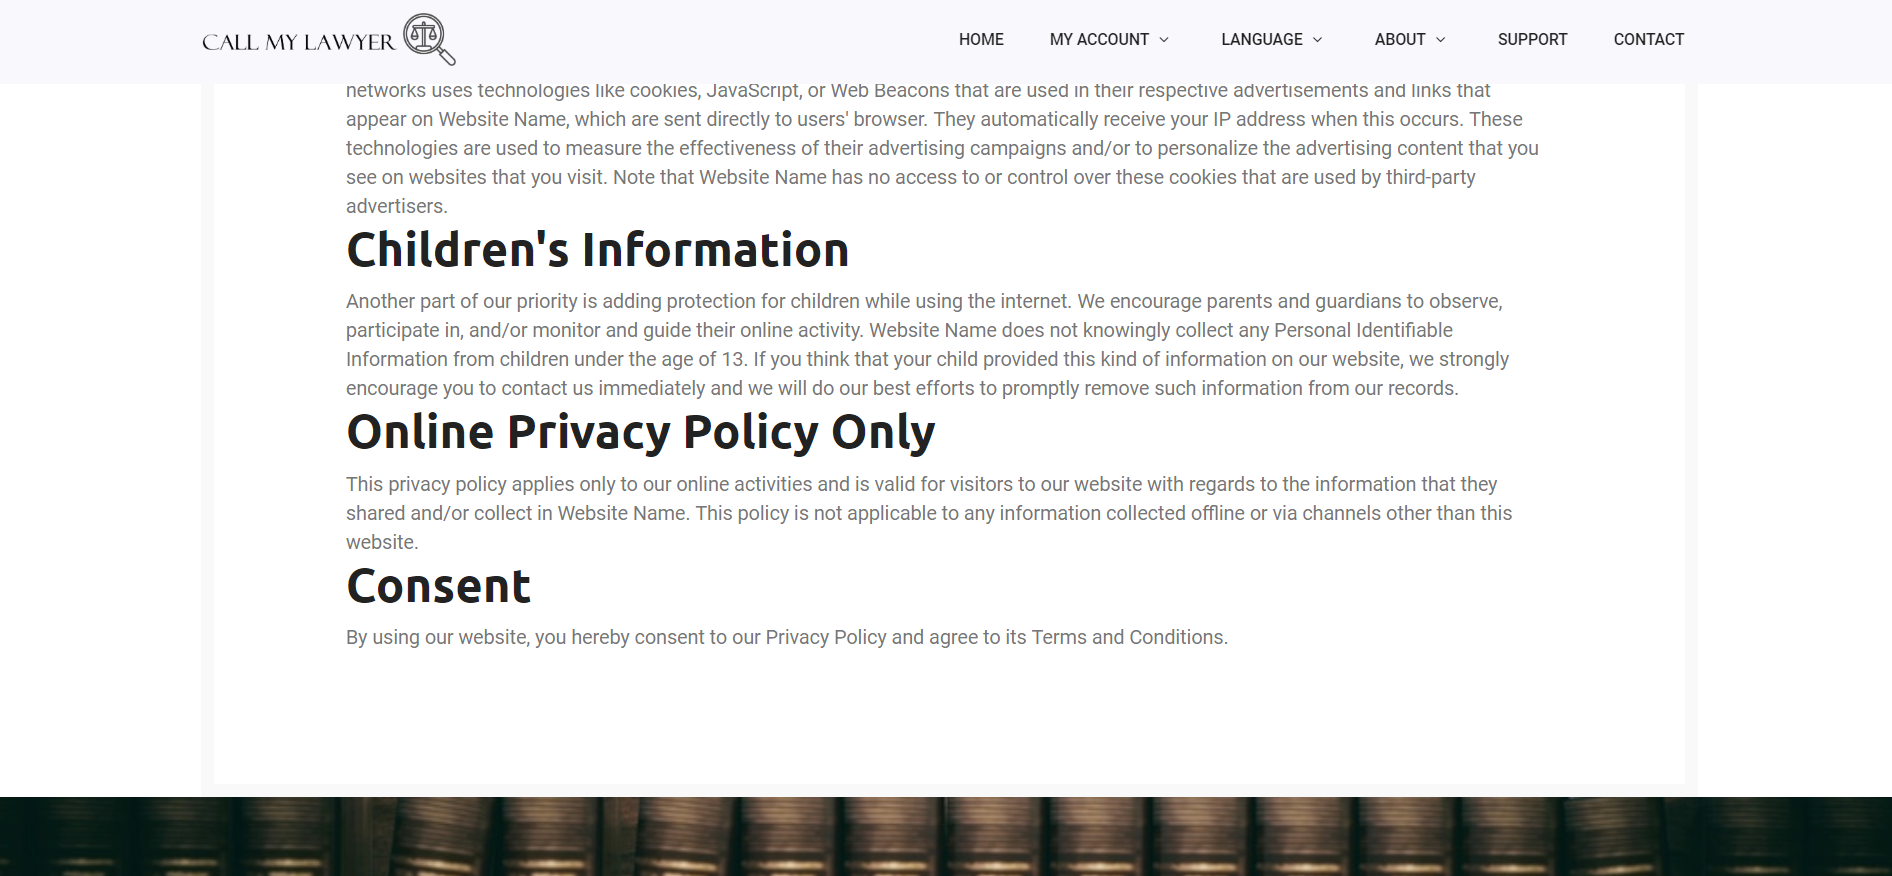 CALL MY LAWYER
HOME MY ACCOUNT LANGUAGE ABOUT SUPPORT CONTACT
networks uses technologies like cookies, JavaScript, or Web Beacons that are used in their respective advertisements and links that
appear on Website Name, which are sent directly to users' browser. They automatically receive your IP address when this occurs. These
technologies are used to measure the effectiveness of their advertising campaigns and/or to personalize the advertising content that you
see on websites that you visit. Note that Website Name has no access to or control over these cookies that are used by third-party
advertisers.
Children's Information
Another part of our priority is adding protection for children while using the internet. We encourage parents and guardians to observe,
participate in, and/or monitor and guide their online activity. Website Name does not knowingly collect any Personal Identifiable
Information from children under the age of 13. If you think that your child provided this kind of information on our website, we strongly
encourage you to contact us immediately and we will do our best efforts to promptly remove such information from our records.
Online Privacy Policy Only
This privacy policy applies only to our online activities and is valid for visitors to our website with regards to the information that they
shared and/or collect in Website Name. This policy is not applicable to any information collected offline or via channels other than this
website.
Consent
By using our website, you hereby consent to our Privacy Policy and agree to its Terms and Conditions.